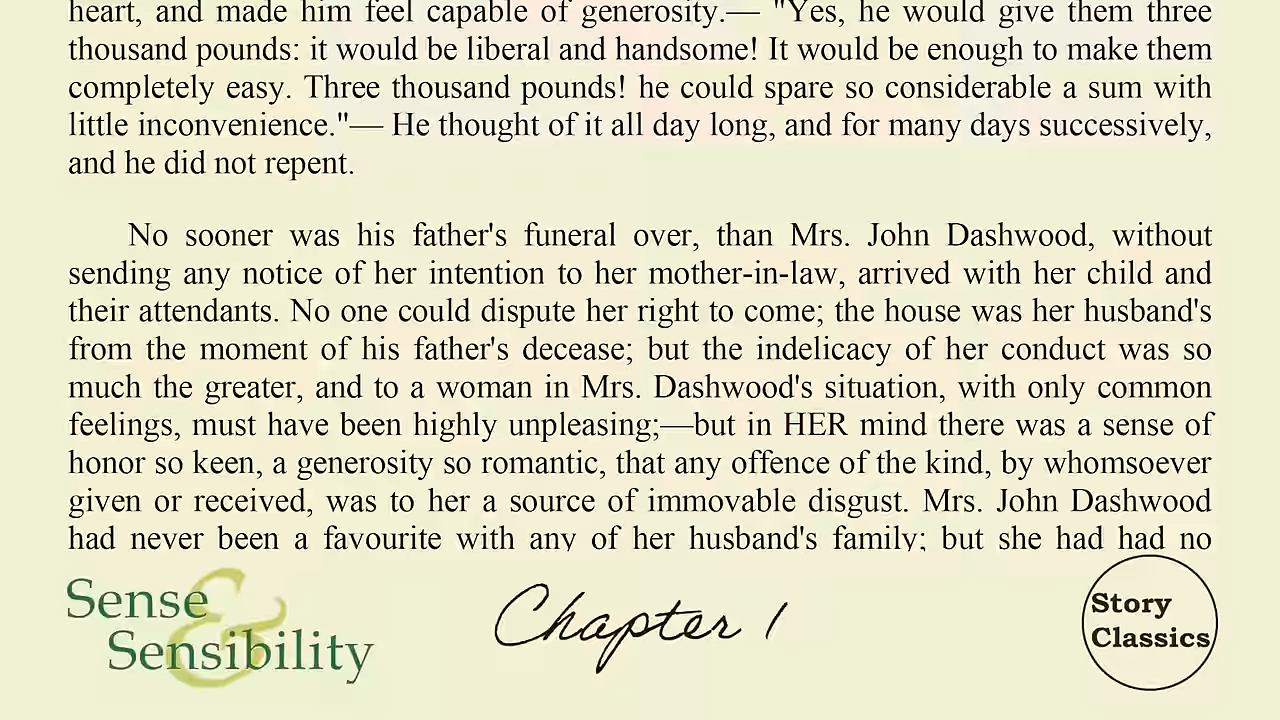 heart, and made him feel capable of generosity.— "Yes, he would give them three
thousand pounds: it would be liberal and handsome! It would be enough to make them
completely easy. Three thousand pounds! he could spare so considerable a sum with
little inconvenience."— He thought of it all day long, and for many days successively,
and he did not repent.
No sooner was his father's funeral over, than Mrs. John Dashwood, without
sending any notice of her intention to her mother-in-law, arrived with her child and
their attendants. No one could dispute her right to come; the house was her husband's
from the moment of his father's decease; but the indelicacy of her conduct was so
much the greater, and to a woman in Mrs. Dashwood's situation, with only common
feelings, must have been highly unpleasing;—but in HER mind there was a sense of
honor so keen, a generosity so romantic, that any offence of the kind, by whomsoever
given or received, was to her a source of immovable disgust. Mrs. John Dashwood
had never been a favourite with any of her husband's family; but she had had no
Sense &
Sensibility
Chapter 1
Story
Classics